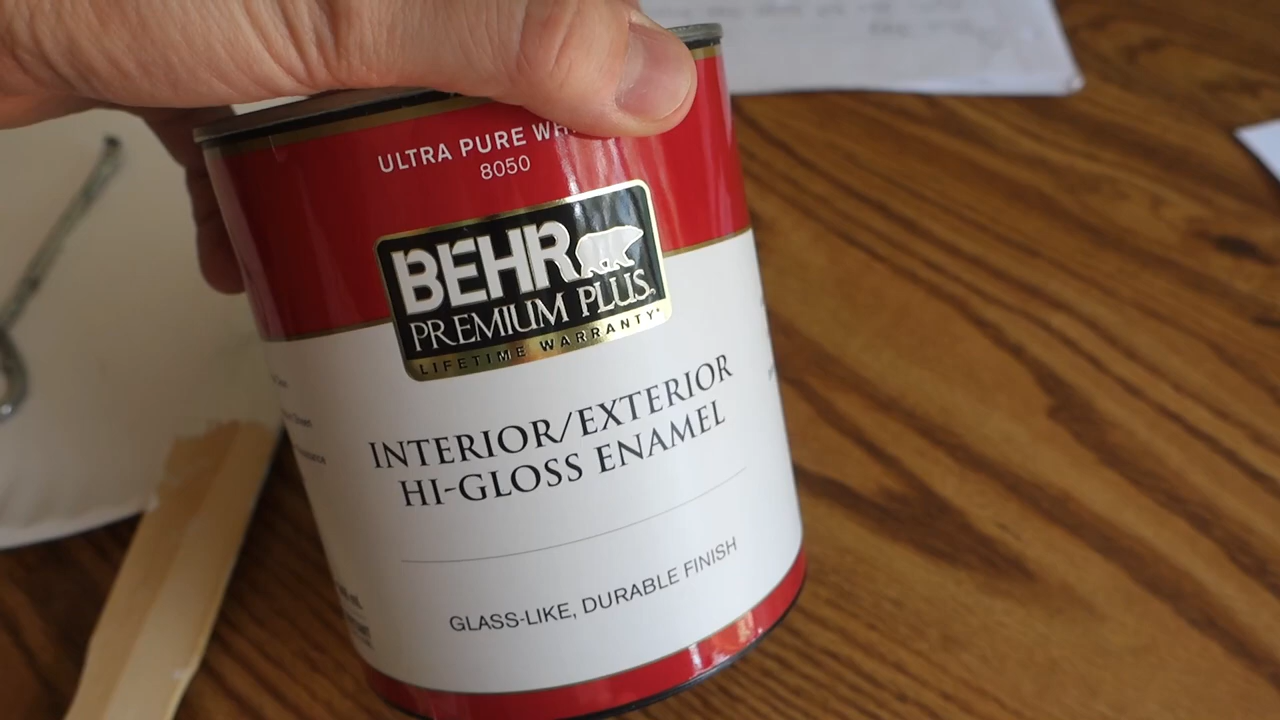 ULTRA PURE WH
8050
BEHR
PREMIUM PLUS®
LIFETIME WARRANTY*
INTERIOR/EXTERIOR
HI-GLOSS ENAMEL
GLASS-LIKE, DURABLE FINISH